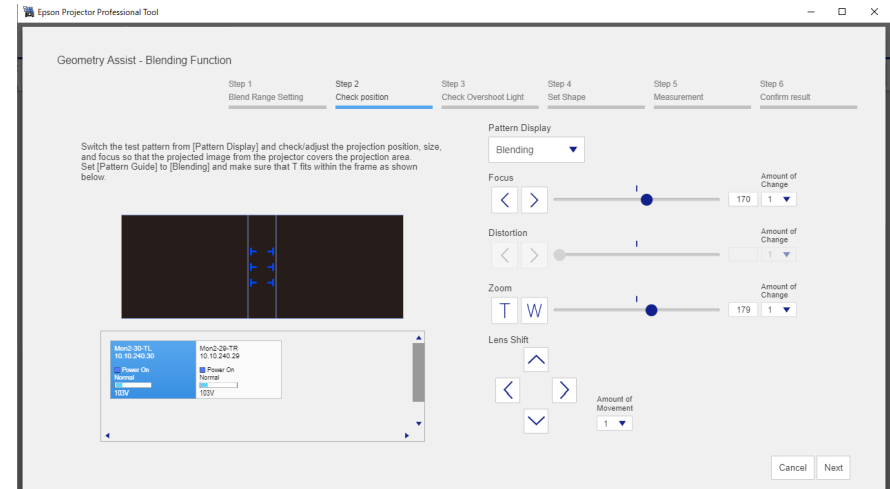 Epson Projector Professional Tool
Geometry Assist - Blending Function
Step 1
Blend Range Setting
Step 2
Check position
Step 3
Check Overshoot Light
Step 4
Set Shape
Step 5
Measurement
Step 6
Confirm result
Switch the test pattern from [Pattern Display] and check/adjust the projection position, size,
and focus so that the projected image from the projector covers the projection area.
Set [Pattern Guide] to [Blending] and make sure that T fits within the frame as shown
below.
Mon2-30-TL
10.10.240.30
Power On
Normal
103V
Mon2-29-TR
10.10.240.29
Power On
Normal
103V
Pattern Display
Blending
Focus
170
Amount of
Change
1
Distortion
Amount of
Change
1
Zoom
T W
179
Amount of
Change
1
Lens Shift
Amount of
Movement
1
Cancel
Next